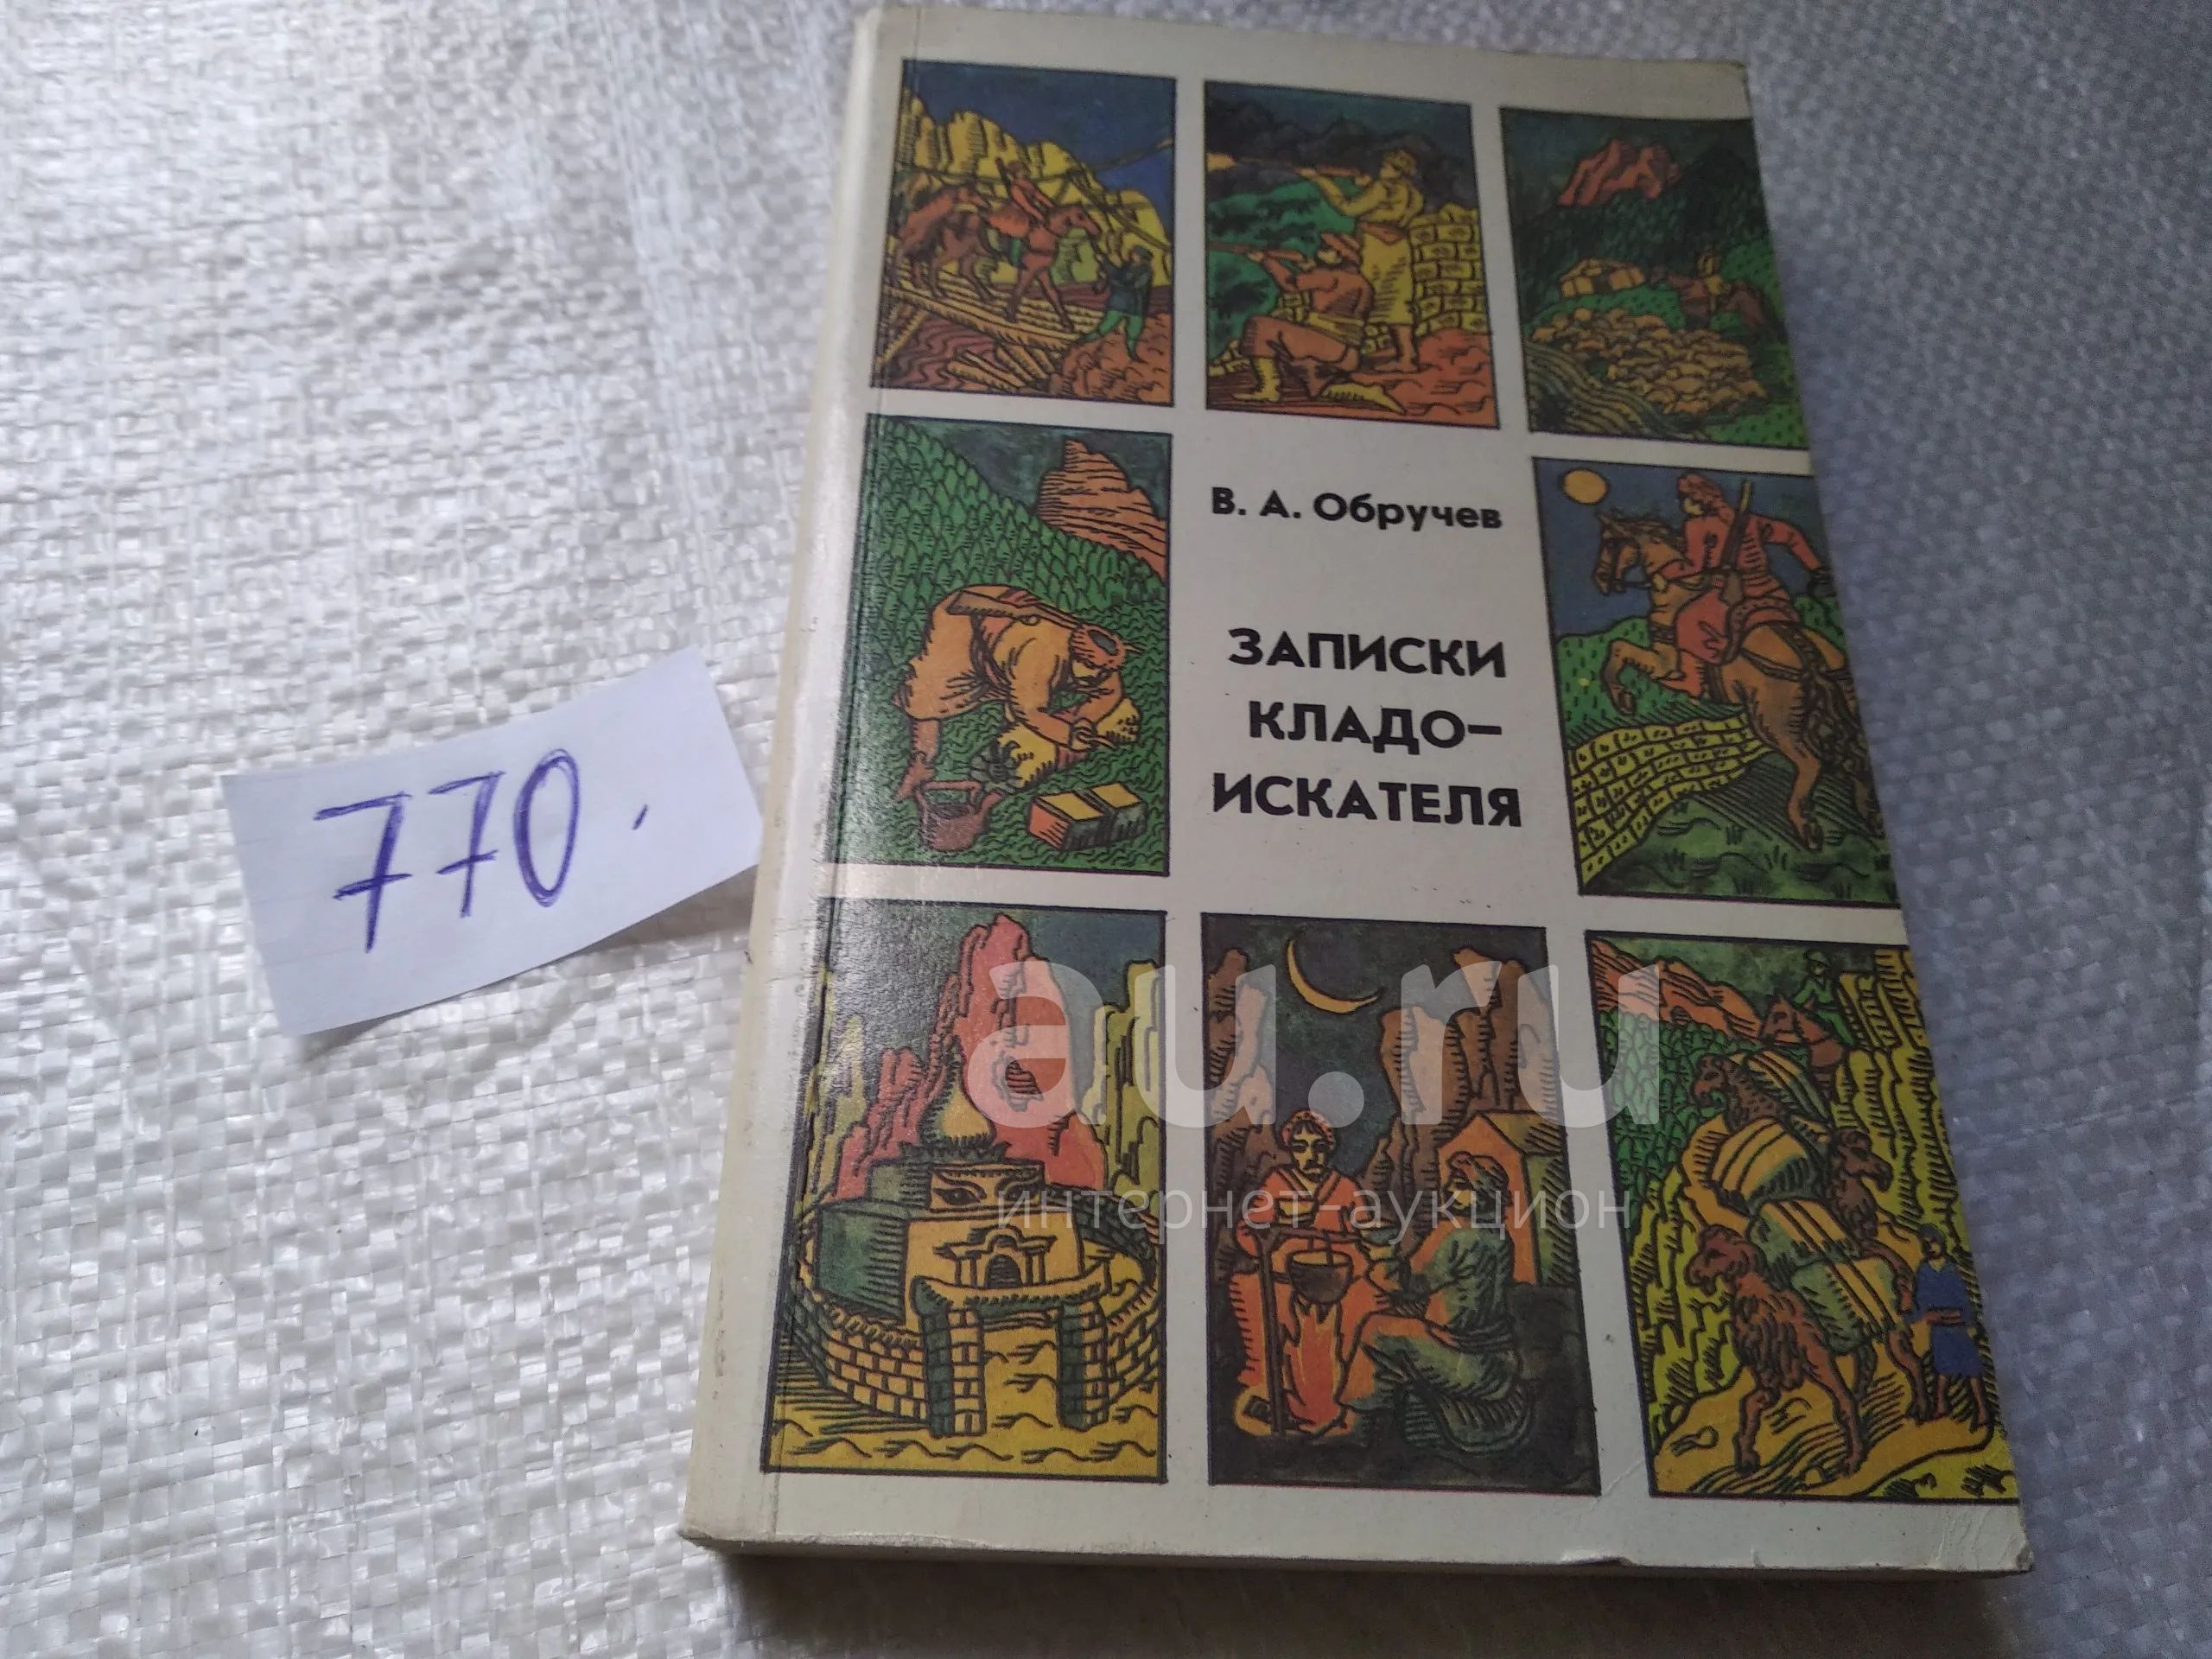 В. А. Обручев
ЗАПИСКИ
КЛАДО-
ИСКАТЕЛЯ
770.
au.ru
интернет-аукцион